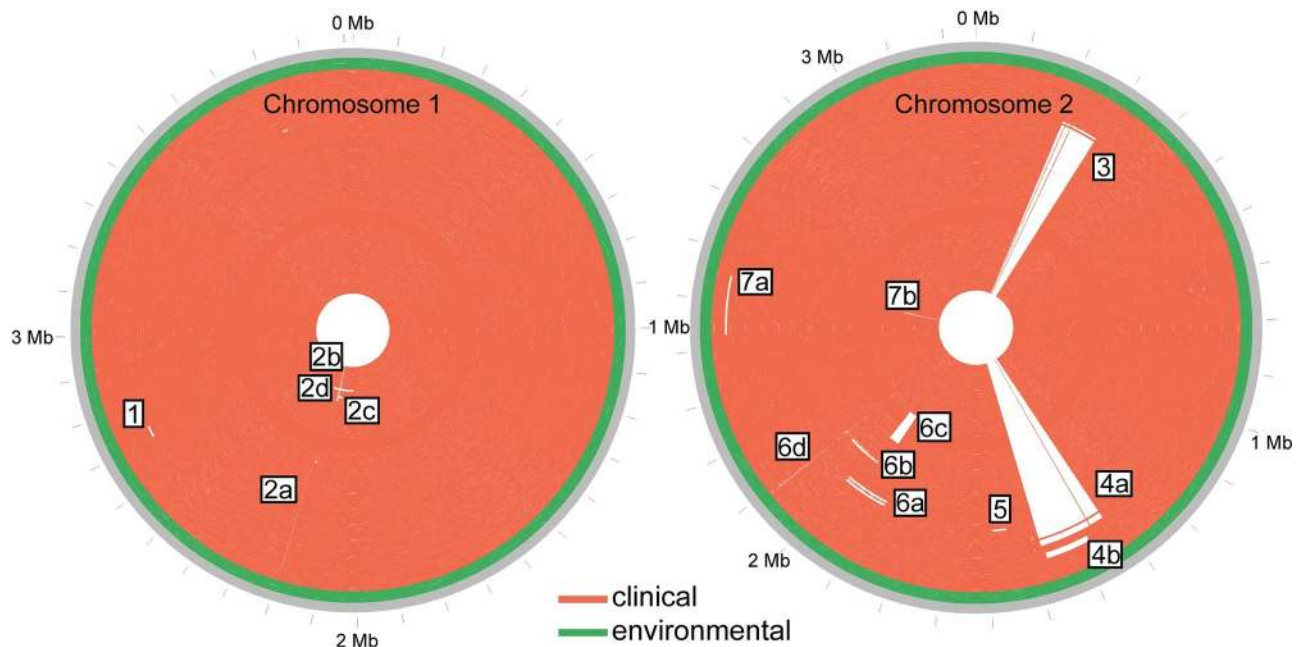 0 Mb
Chromosome 1
3 Mb
1 Mb
2b
2d
2c
1
2a
2 Mb
0 Mb
3 Mb
Chromosome 2
3
7a
7b
6c
6d
6b
1 Mb
4a
6a
5
4b
2 Mb
clinical
environmental